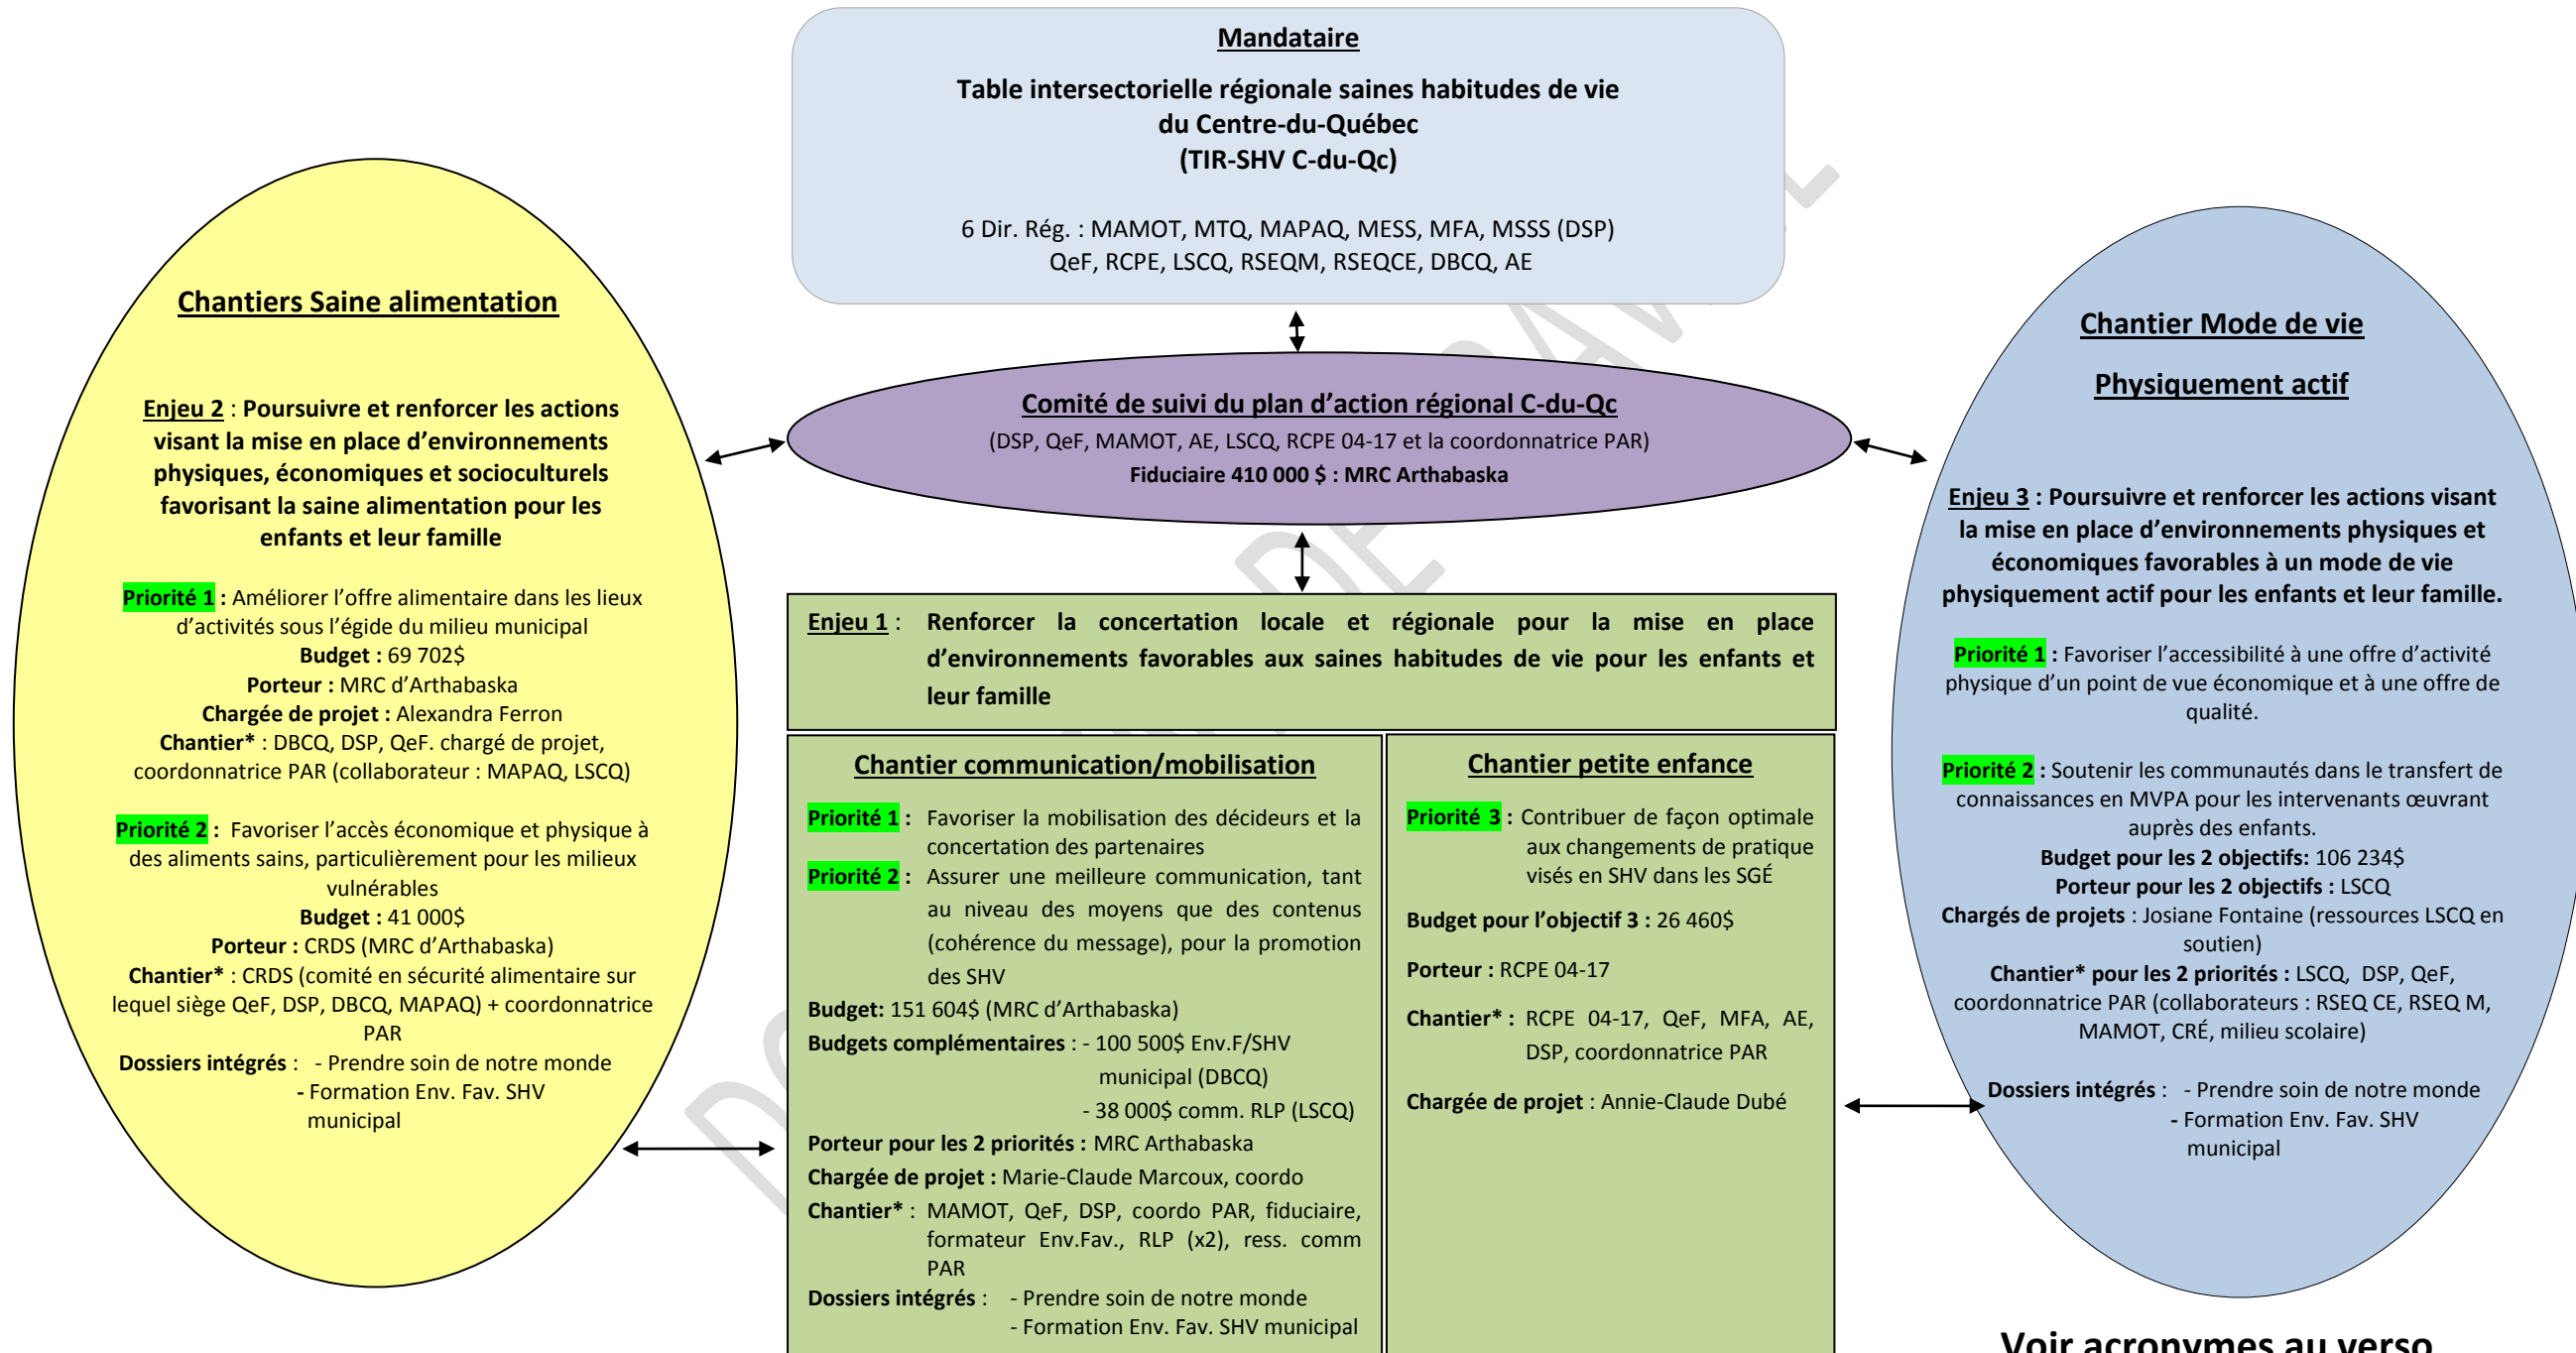 Mandataire
Table intersectorielle régionale saines habitudes de vie
du Centre-du-Québec
(TIR-SHV C-du-Qc)
6 Dir. Rég. : MAMOT, MTQ, MAPAQ, MESS, MFA, MSSS (DSP)
QeF, RCPE, LSCQ, RSEQM, RSEQCE, DBCQ, AE
Comité de suivi du plan d’action régional C-du-Qc
(DSP, QeF, MAMOT, AE, LSCQ, RCPE 04-17 et la coordonnatrice PAR)
Fiduciaire 410 000 $ : MRC Arthabaska
Chantiers Saine alimentation
Enjeu 2 : Poursuivre et renforcer les actions
visant la mise en place d’environnements
physiques, économiques et socioculturels
favorisant la saine alimentation pour les
enfants et leur famille
Priorité 1 : Améliorer l’offre alimentaire dans les lieux
d’activités sous l’égide du milieu municipal
Budget : 69 702$
Porteur : MRC d’Arthabaska
Chargée de projet : Alexandra Ferron
Chantier* : DBCQ, DSP, QeF. chargé de projet,
coordonnatrice PAR (collaborateur : MAPAQ, LSCQ)
Priorité 2 : Favoriser l’accès économique et physique à
des aliments sains, particulièrement pour les milieux
vulnérables
Budget : 41 000$
Porteur : CRDS (MRC d’Arthabaska)
Chantier* : CRDS (comité en sécurité alimentaire sur
lequel siège QeF, DSP, DBCQ, MAPAQ) + coordonnatrice
PAR
Dossiers intégrés : - Prendre soin de notre monde
- Formation Env. Fav. SHV
municipal
Enjeu 1 : Renforcer la concertation locale et régionale pour la mise en place
d’environnements favorables aux saines habitudes de vie pour les enfants et
leur famille
Chantier communication/mobilisation
Priorité 1 : Favoriser la mobilisation des décideurs et la
concertation des partenaires
Priorité 2 : Assurer une meilleure communication, tant
au niveau des moyens que des contenus
(cohérence du message), pour la promotion
des SHV
Budget: 151 604$ (MRC d’Arthabaska)
Budgets complémentaires : - 100 500$ Env.F/SHV
municipal (DBCQ)
- 38 000$ comm. RLP (LSCQ)
Porteur pour les 2 priorités : MRC Arthabaska
Chargée de projet : Marie-Claude Marcoux, coordo
Chantier* : MAMOT, QeF, DSP, coordo PAR, fiduciaire,
formateur Env.Fav., RLP (x2), ress. comm
PAR
Dossiers intégrés : - Prendre soin de notre monde
- Formation Env. Fav. SHV municipal
Chantier petite enfance
Priorité 3 : Contribuer de façon optimale
aux changements de pratique
visés en SHV dans les SGÉ
Budget pour l’objectif 3 : 26 460$
Porteur : RCPE 04-17
Chantier* : RCPE 04-17, QeF, MFA, AE,
DSP, coordonnatrice PAR
Chargée de projet : Annie-Claude Dubé
Chantier Mode de vie
Physiquement actif
Enjeu 3 : Poursuivre et renforcer les actions visant
la mise en place d’environnements physiques et
économiques favorables à un mode de vie
physiquement actif pour les enfants et leur famille.
Priorité 1 : Favoriser l’accessibilité à une offre d’activité
physique d’un point de vue économique et à une offre de
qualité.
Priorité 2 : Soutenir les communautés dans le transfert de
connaissances en MVPA pour les intervenants œuvrant
auprès des enfants.
Budget pour les 2 objectifs: 106 234$
Porteur pour les 2 objectifs : LSCQ
Chargés de projets : Josiane Fontaine (ressources LSCQ en
soutien)
Chantier* pour les 2 priorités : LSCQ, DSP, QeF,
coordonnatrice PAR (collaborateurs : RSEQ CE, RSEQ M,
MAMOT, CRÉ, milieu scolaire)
Dossiers intégrés : - Prendre soin de notre monde
- Formation Env. Fav. SHV
municipal
Voir acronymes au verso